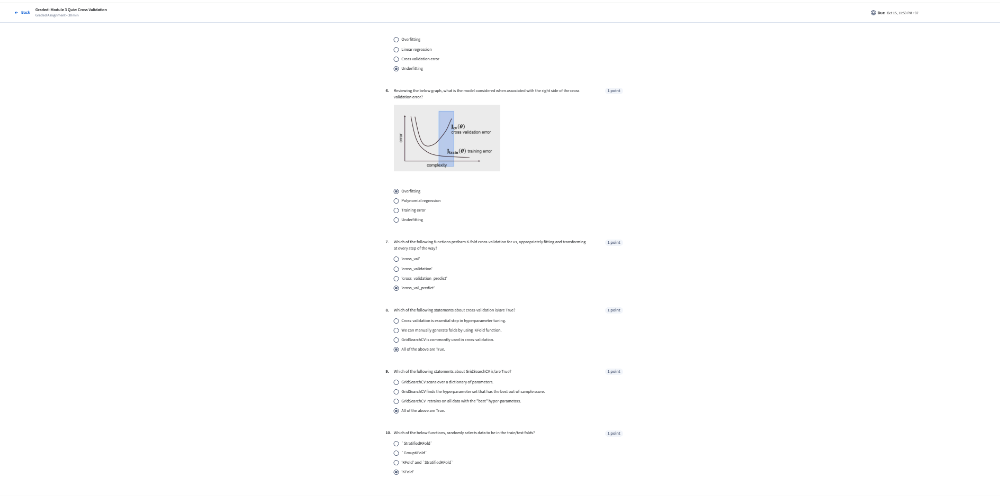 Back
Graded: Module 3 Quiz: Cross Validation
Graded Assignment • 30 min
Due Oct 15, 11:59 PM +07
Overfitting
Linear regression
Cross validation error
Underfitting
6. Reviewing the below graph, what is the model considered when associated with the right side of the cross
validation error?
1 point
error
J_cv(θ)
cross validation error
J_train(θ) training error
complexity
Overfitting
Polynomial regression
Training error
Underfitting
7. Which of the following functions perform K-fold cross-validation for us, appropriately fitting and transforming
at every step of the way?
1 point
'cross_val'
'cross_validation'
'cross_validation_predict'
'cross_val_predict'
8. Which of the following statements about cross-validation is/are True?
1 point
Cross-validation is essential step in hyperparameter tuning.
We can manually generate folds by using KFold function.
GridSearchCV is commontly used in cross-validation.
All of the above are True.
9. Which of the following statements about GridSearchCV is/are True?
1 point
GridSearchCV scans over a dictionary of parameters.
GridSearchCV finds the hyperparameter set that has the best out-of-sample score.
GridSearchCV retrains on all data with the "best" hyper-parameters.
All of the above are True.
10. Which of the below functions, randomly selects data to be in the train/test folds?
1 point
`StratifiedKFold`
`GroupKFold`
'KFold' and `StratifiedKFold`
'KFold'